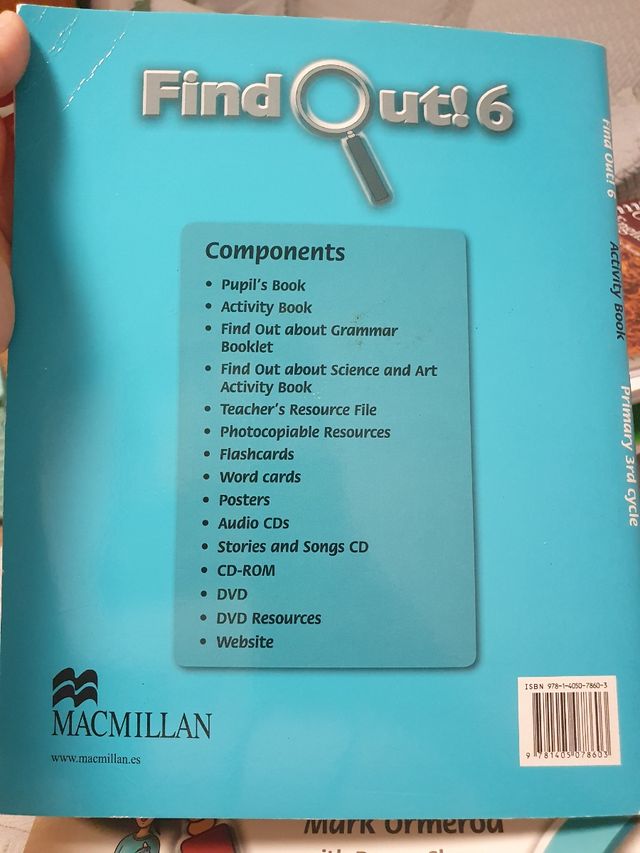 Find Out! 6
Components
• Pupil's Book
• Activity Book
• Find Out about Grammar
Booklet
• Find Out about Science and Art
Activity Book
• Teacher's Resource File
• Photocopiable Resources
• Flashcards
• Word cards
• Posters
• Audio CDs
• Stories and Songs CD
• CD-ROM
• DVD
• DVD Resources
• Website
MACMILLAN
www.macmillan.es
ISBN 978-1-4050-7860-3
9 781405 078603
Find Out! 6 Activity Book Primary 3rd cycle
Mark Ormerod